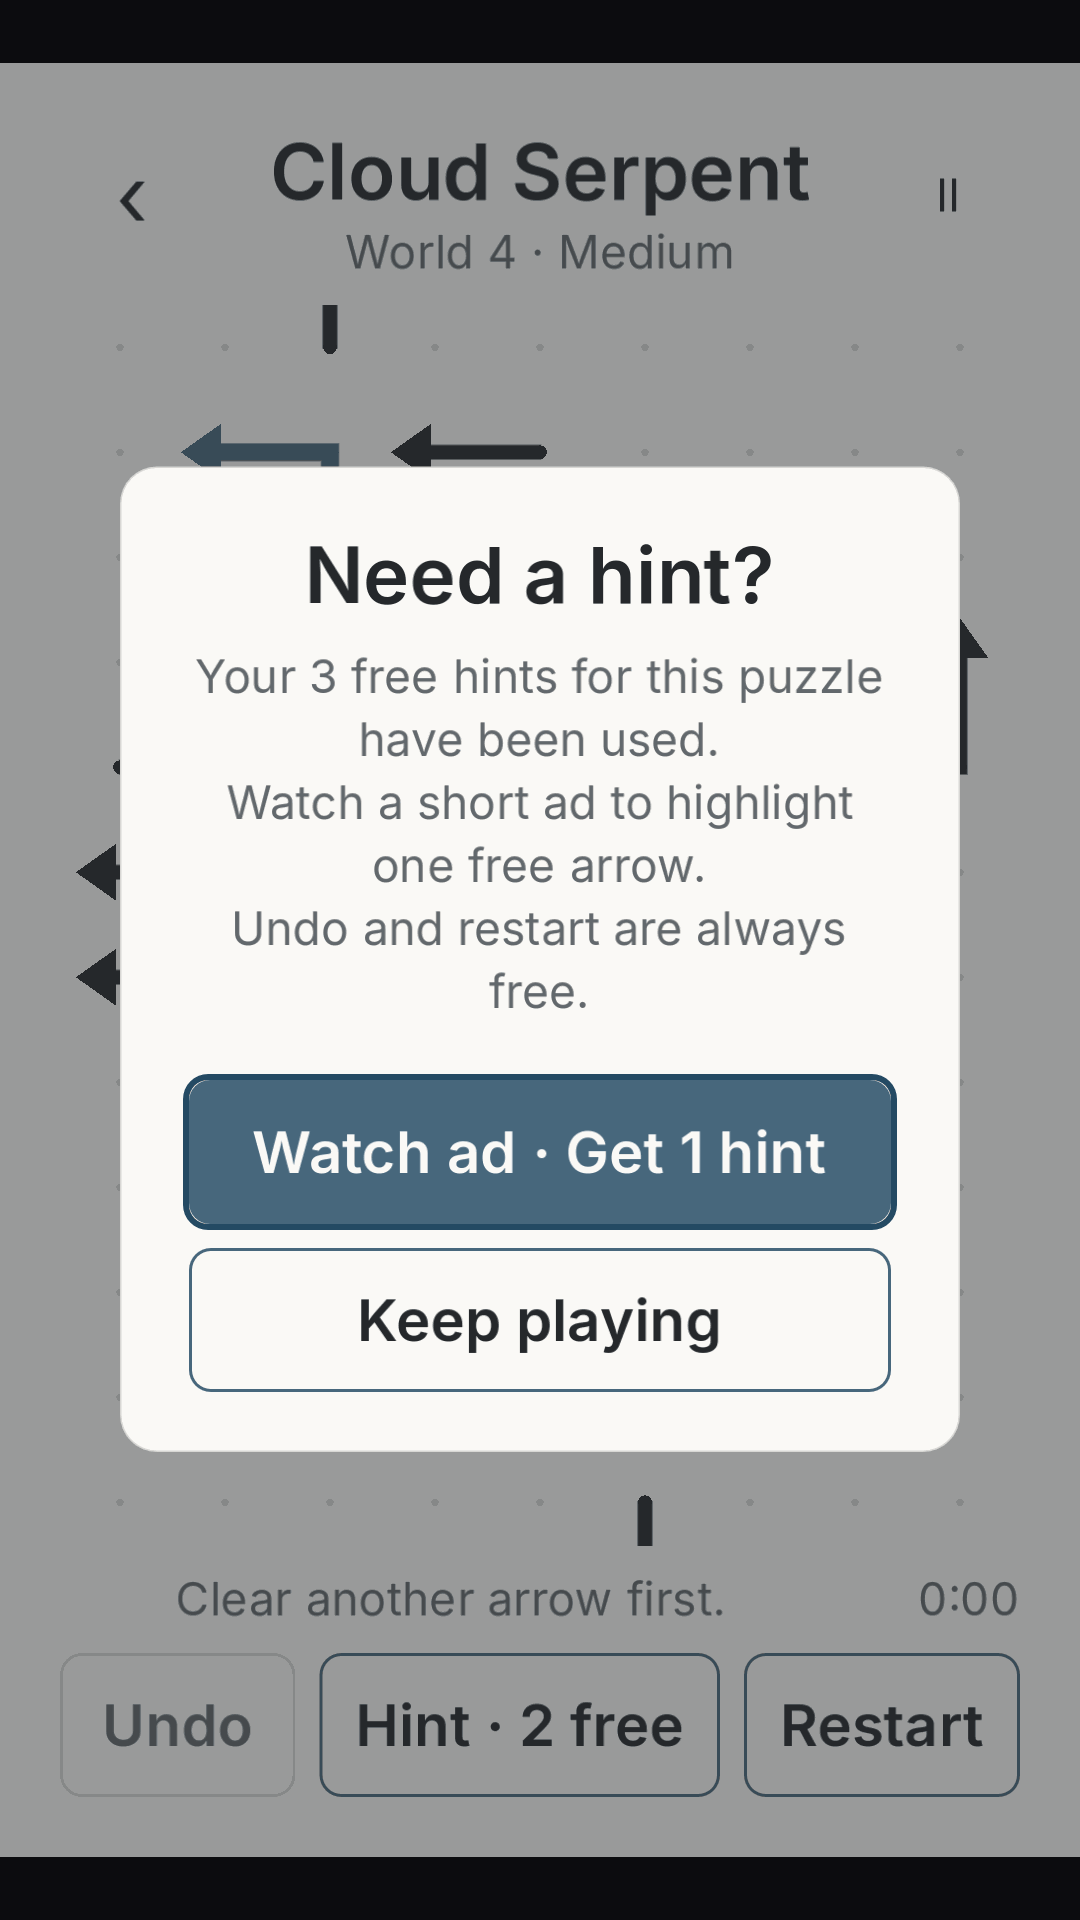 Cloud Serpent
World 4 · Medium
Need a hint?
Your 3 free hints for this puzzle
have been used.
Watch a short ad to highlight
one free arrow.
Undo and restart are always
free.
Watch ad · Get 1 hint
Keep playing
Clear another arrow first.
0:00
Undo
Hint · 2 free
Restart